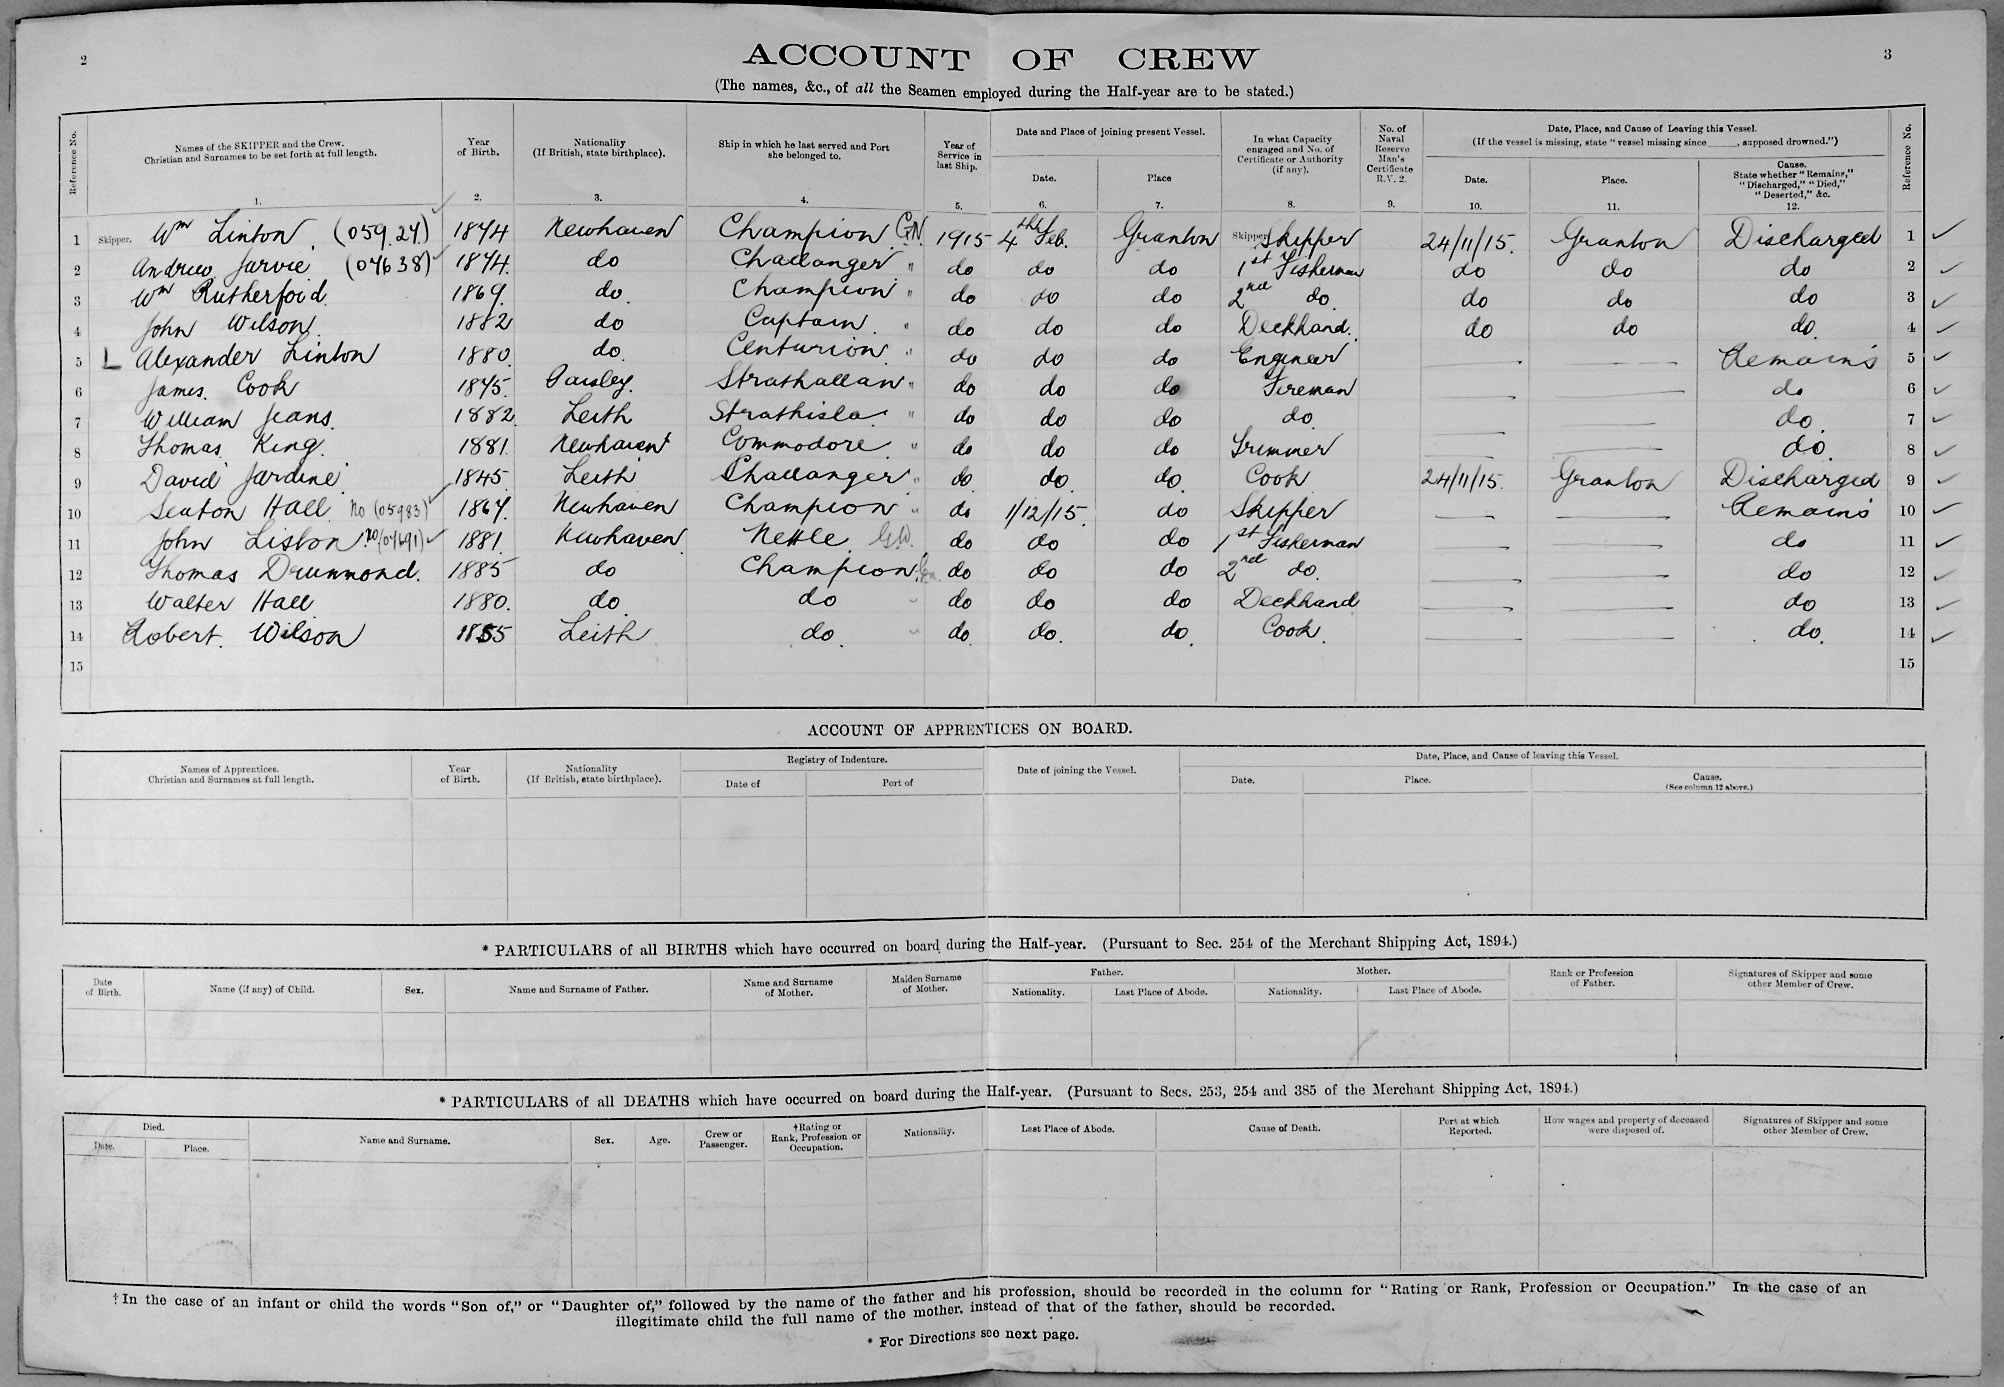 2
ACCOUNT OF CREW
3
(The names, &c., of all the Seamen employed during the Half-year are to be stated.)
Reference No. Names of the SKIPPER and the Crew. Christian and Surnames to be set forth at full length. 1. Year of Birth. 2. Nationality (If British, state birthplace). 3. Ship in which he last served and Port she belonged to. 4. Year of Service in last Ship. 5. Date and Place of joining present Vessel. Date. 6. Place 7. In what Capacity engaged and No. of Certificate or Authority (if any). 8. No. of Naval Reserve Man's Certificate R.V. 2. 9. Date, Place, and Cause of Leaving this Vessel. (If the vessel is missing, state "vessel missing since ____, supposed drowned.") Date. 10. Place. 11. Cause. State whether "Remains," "Discharged," "Died," "Deserted," &c. 12. Reference No.
1 Skipper. Wm Linton. (059.27.) 1874 Newhaven Champion GN. 1915 4th Feb. Granton Skipper Skipper 24/11/15. Granton Discharged 1
2 Andrew Jarvie (07638) 1874. do Challanger " do do do 1st Fisherman do do do 2
3 Wm Rutherford. 1869. do. Champion " do do do 2nd do. do do do 3
4 John Wilson. 1882 do Captain. " do do do Deckhand. do do do. 4
5 L Alexander Linton 1880. do. Centurion. " do do do Engineer Remains 5
6 James. Cook 1875. Paisley. Strathallan " do do do Fireman do 6
7 William Jeans. 1882 Leith Strathisla. " do do do do. do. 7
8 Thomas. King. 1881. Newhaven Commodore. " do do do Trimmer do. 8
9 David Jardine. 1845. Leith Challanger " do. do. do. Cook 24/11/15. Granton Discharged 9
10 Seaton Hall. No (05983) 1867. Newhaven Champion " do 1/12/15. do Skipper Remains 10
11 John Liston. No (07691) 1881. Newhaven. Nettle. G.W. do do do 1st Fisherman do 11
12 Thomas Drummond. 1885 do Champion. do do do 2nd do. do 12
13 Walter Hall 1880. do. do do do do Deckhand do 13
14 Robert. Wilson 1855 Leith do. do. do. do. Cook. do. 14
15 15
ACCOUNT OF APPRENTICES ON BOARD.
Names of Apprentices. Christian and Surnames at full length. Year of Birth. Nationality (If British, state birthplace). Registry of Indenture. Date of Port of Date of joining the Vessel. Date, Place, and Cause of leaving this Vessel. Date. Place. Cause. (See column 12 above.)
* PARTICULARS of all BIRTHS which have occurred on board during the Half-year. (Pursuant to Sec. 254 of the Merchant Shipping Act, 1894.)
Date of Birth. Name (if any) of Child. Sex. Name and Surname of Father. Name and Surname of Mother. Maiden Surname of Mother. Father. Nationality. Last Place of Abode. Mother. Nationality. Last Place of Abode. Rank or Profession of Father. Signatures of Skipper and some other Member of Crew.
* PARTICULARS of all DEATHS which have occurred on board during the Half-year. (Pursuant to Secs. 253, 254 and 385 of the Merchant Shipping Act, 1894.)
Died. Date. Place. Name and Surname. Sex. Age. Crew or Passenger. †Rating or Rank, Profession or Occupation. Nationality. Last Place of Abode. Cause of Death. Port at which Reported. How wages and property of deceased were disposed of. Signatures of Skipper and some other Member of Crew.
†In the case of an infant or child the words "Son of," or "Daughter of," followed by the name of the father and his profession, should be recorded in the column for "Rating or Rank, Profession or Occupation." In the case of an
illegitimate child the full name of the mother, instead of that of the father, should be recorded.
* For Directions see next page.